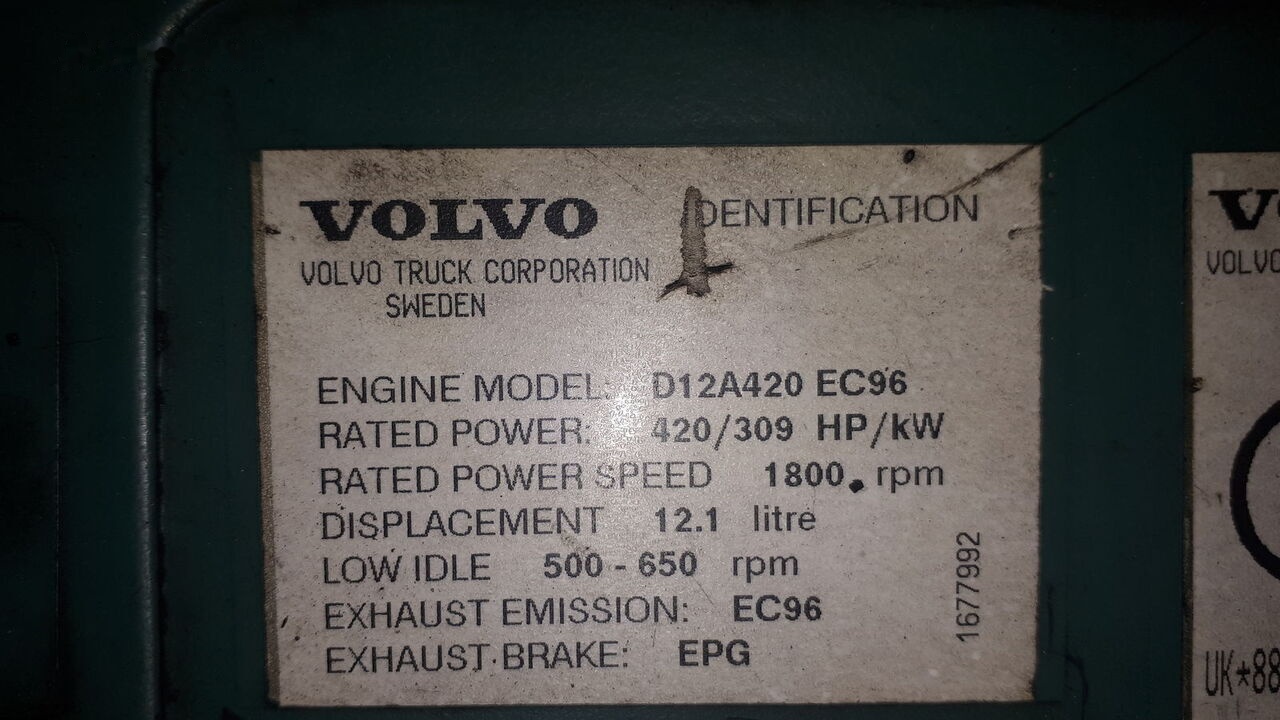 VOLVO
DENTIFICATION
VOLVO TRUCK CORPORATION
SWEDEN
ENGINE MODEL: D12A420 EC96
RATED POWER: 420/309 HP/kW
RATED POWER SPEED 1800 rpm
DISPLACEMENT 12.1 litre
LOW IDLE 500 - 650 rpm
EXHAUST EMISSION: EC96
EXHAUST BRAKE: EPG
1677992
VOLVO
UK*88